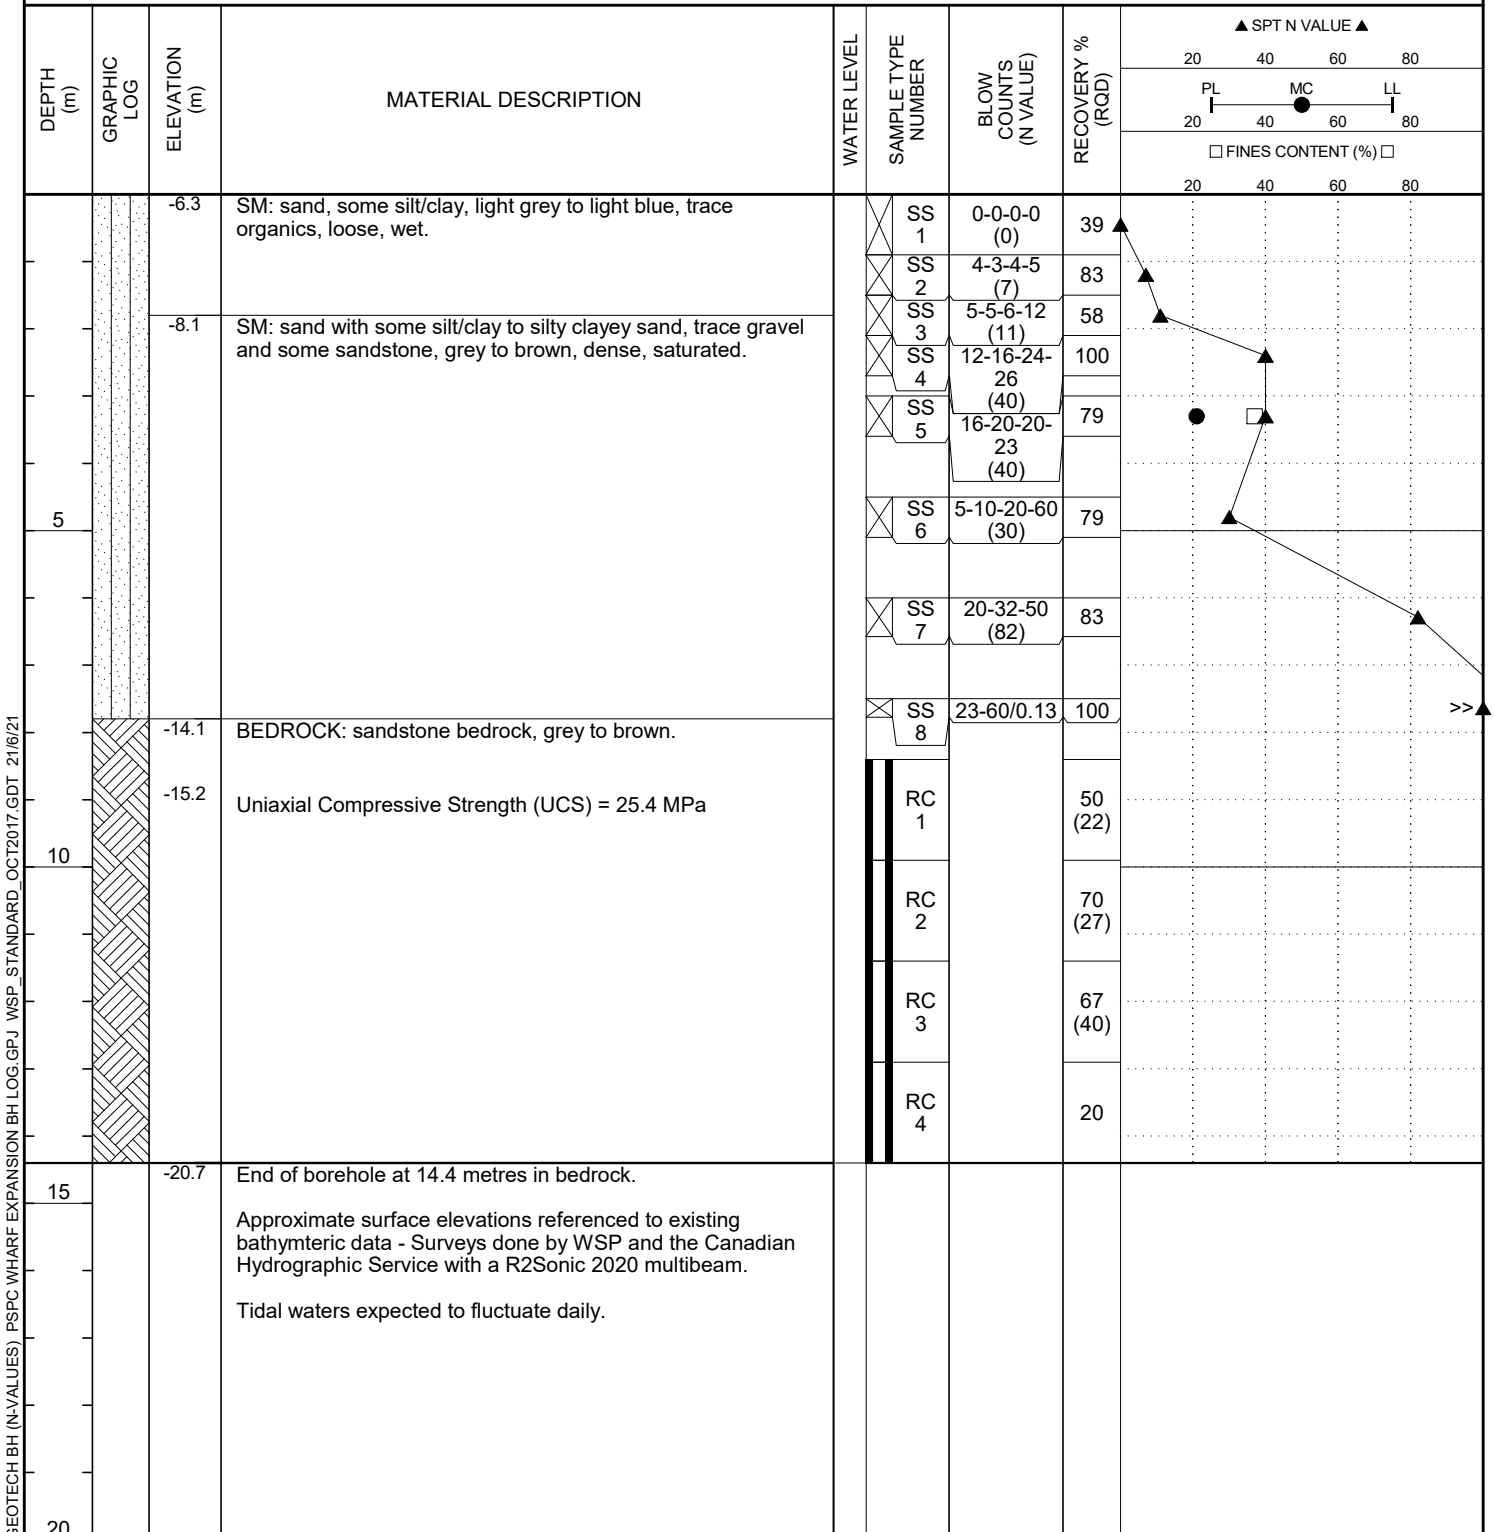 ▲ SPT N VALUE ▲
20 40 60 80
PL MC LL
20 40 60 80
□ FINES CONTENT (%) □
20 40 60 80
DEPTH
(m)
GRAPHIC
LOG
ELEVATION
(m)
MATERIAL DESCRIPTION
WATER LEVEL
SAMPLE TYPE
NUMBER
BLOW
COUNTS
(N VALUE)
RECOVERY %
(RQD)
-6.3
SM: sand, some silt/clay, light grey to light blue, trace
organics, loose, wet.
SS
1
0-0-0-0
(0)
39
SS
2
4-3-4-5
(7)
83
-8.1
SM: sand with some silt/clay to silty clayey sand, trace gravel
and some sandstone, grey to brown, dense, saturated.
SS
3
5-5-6-12
(11)
58
SS
4
12-16-24-
26
(40)
100
SS
5
16-20-20-
23
(40)
79
5
SS
6
5-10-20-60
(30)
79
SS
7
20-32-50
(82)
83
SS
8
23-60/0.13
100
>>
-14.1
BEDROCK: sandstone bedrock, grey to brown.
-15.2
Uniaxial Compressive Strength (UCS) = 25.4 MPa
RC
1
50
(22)
10
RC
2
70
(27)
RC
3
67
(40)
RC
4
20
-20.7
End of borehole at 14.4 metres in bedrock.
15
Approximate surface elevations referenced to existing
bathymteric data - Surveys done by WSP and the Canadian
Hydrographic Service with a R2Sonic 2020 multibeam.
Tidal waters expected to fluctuate daily.
20
GEOTECH BH (N-VALUES) PSPC WHARF EXPANSION BH LOG.GPJ WSP_STANDARD_OCT2017.GDT 21/6/21